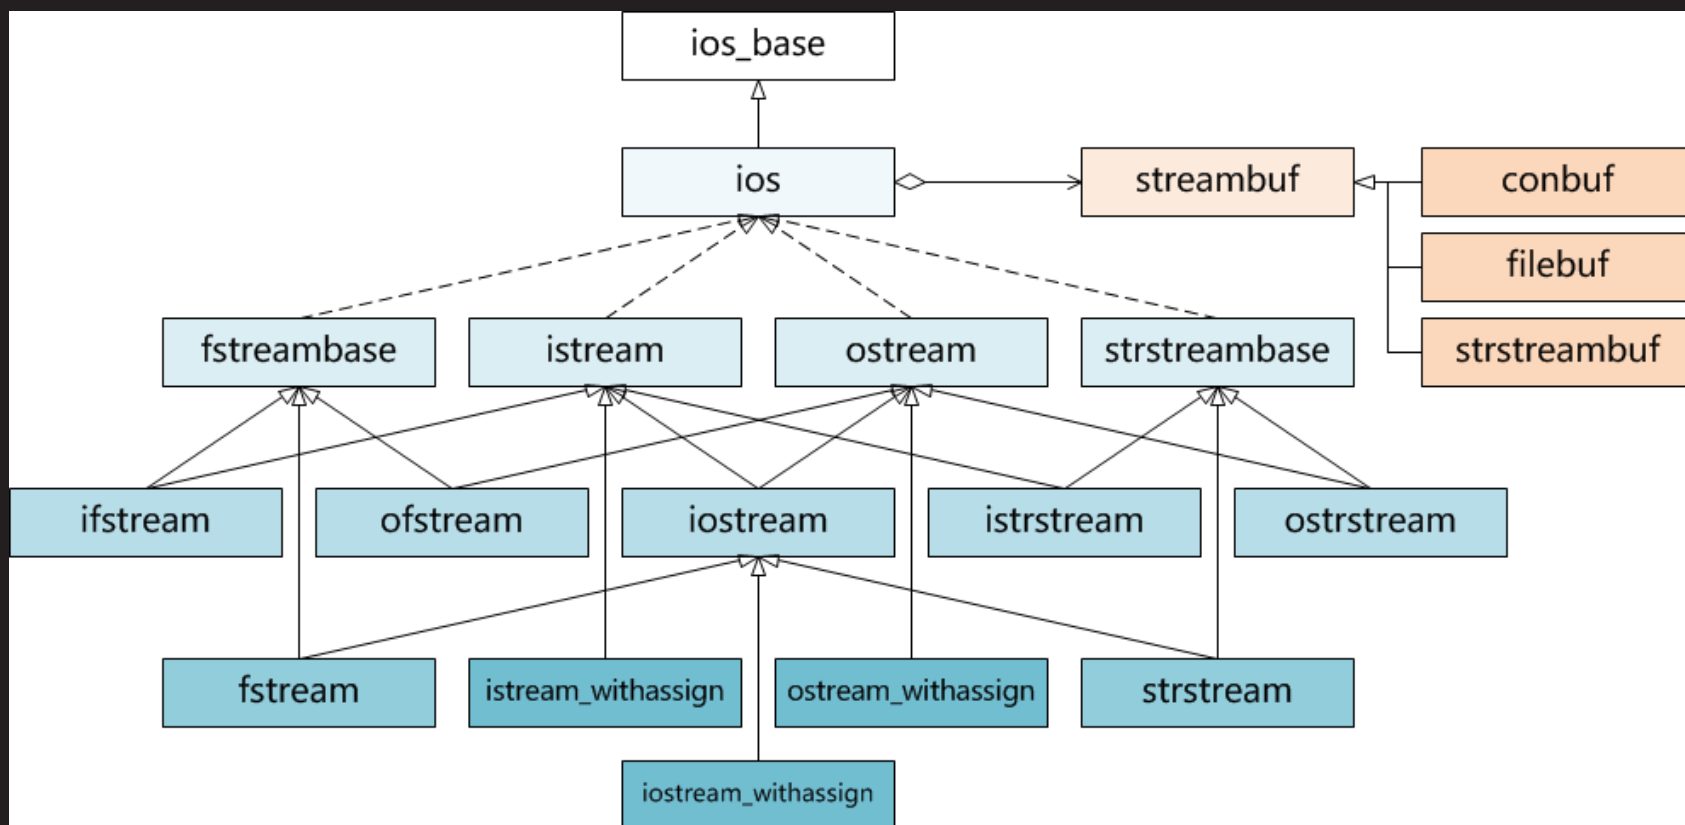 ios_base
ios
streambuf
conbuf
filebuf
fstreambase
istream
ostream
strstreambase
strstreambuf
ifstream
ofstream
iostream
istrstream
ostrstream
fstream
istream_withassign
ostream_withassign
strstream
iostream_withassign